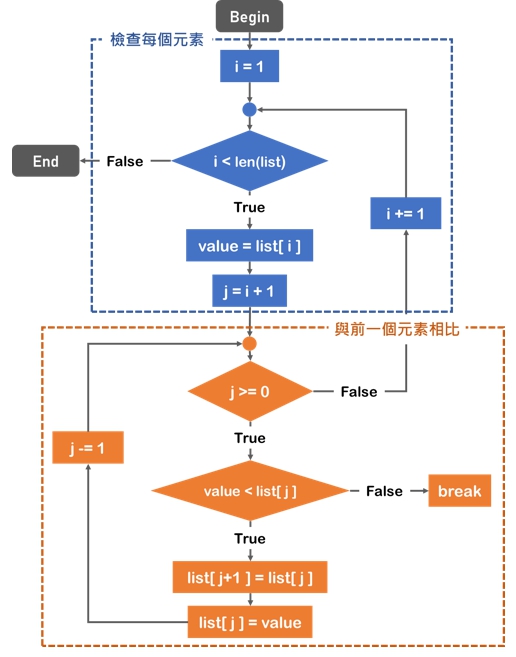 Begin
檢查每個元素
i = 1
i < len(list)
False
End
True
i += 1
value = list[ i ]
j = i + 1
與前一個元素相比
j >= 0
False
True
j -= 1
value < list[ j ]
False
break
True
list[ j+1 ] = list[ j ]
list[ j ] = value